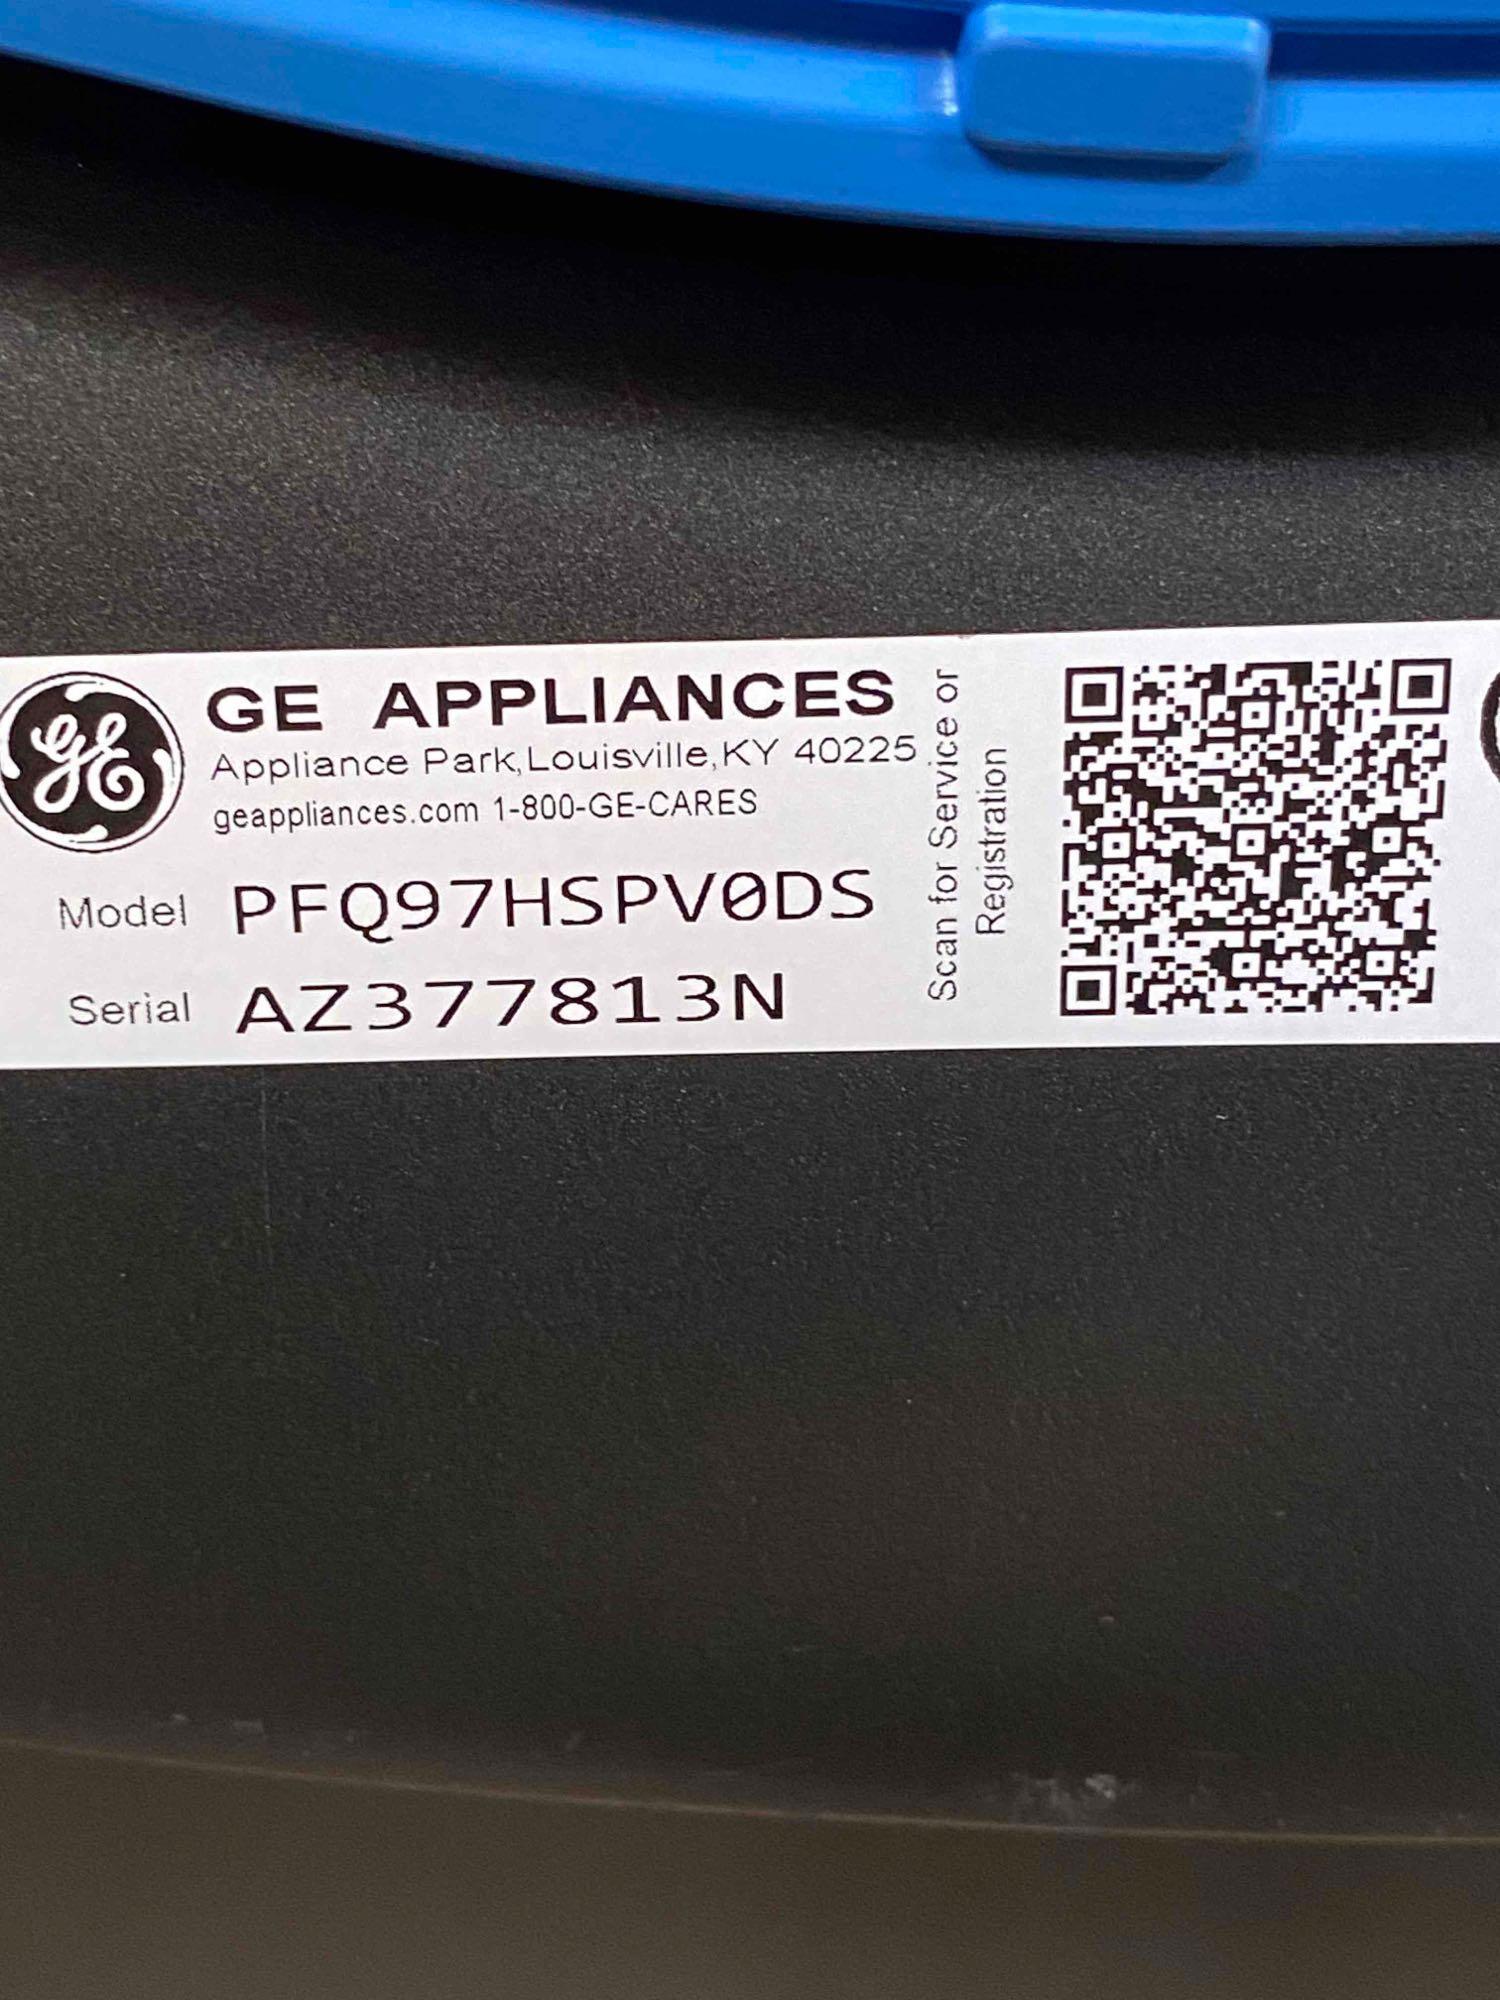 GE APPLIANCES
Appliance Park, Louisville, KY 40225
geappliances.com 1-800-GE-CARES
Model PFQ97HSPV0DS
Serial AZ377813N
Scan for Service or
Registration
GE